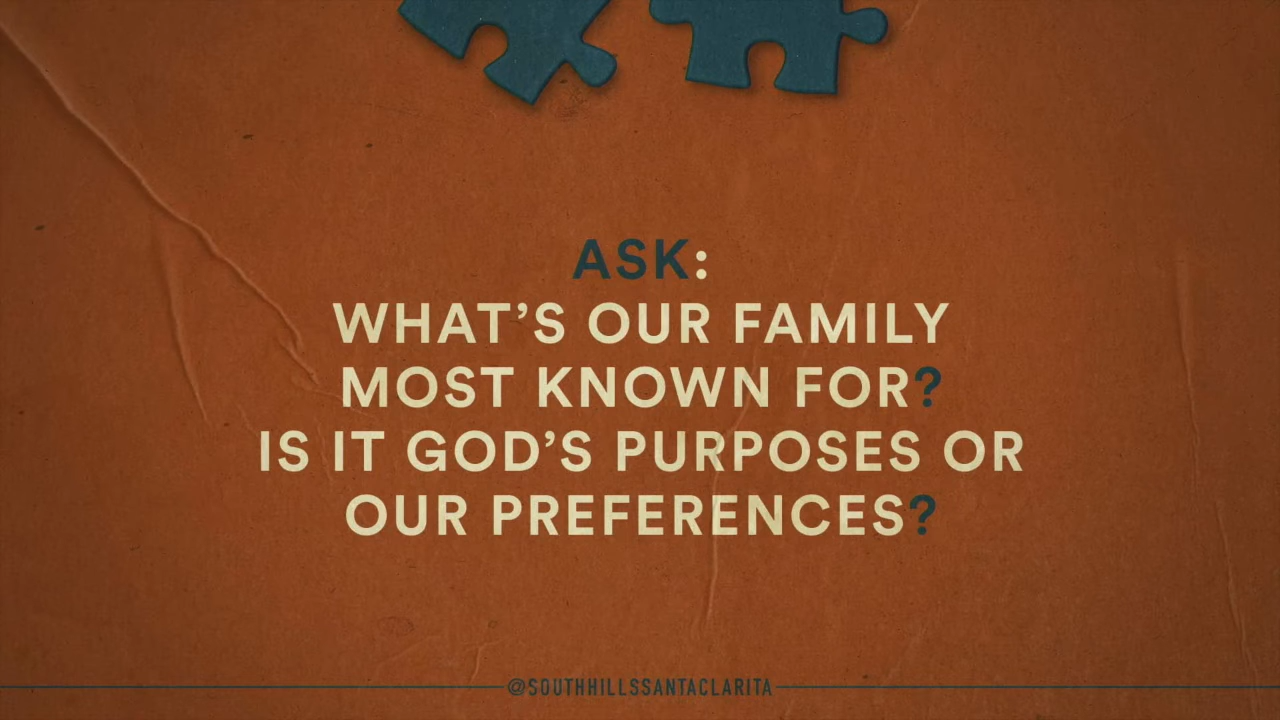 ASK:
WHAT’S OUR FAMILY
MOST KNOWN FOR?
IS IT GOD’S PURPOSES OR
OUR PREFERENCES?
@SOUTHHILLSSANTACLARITA